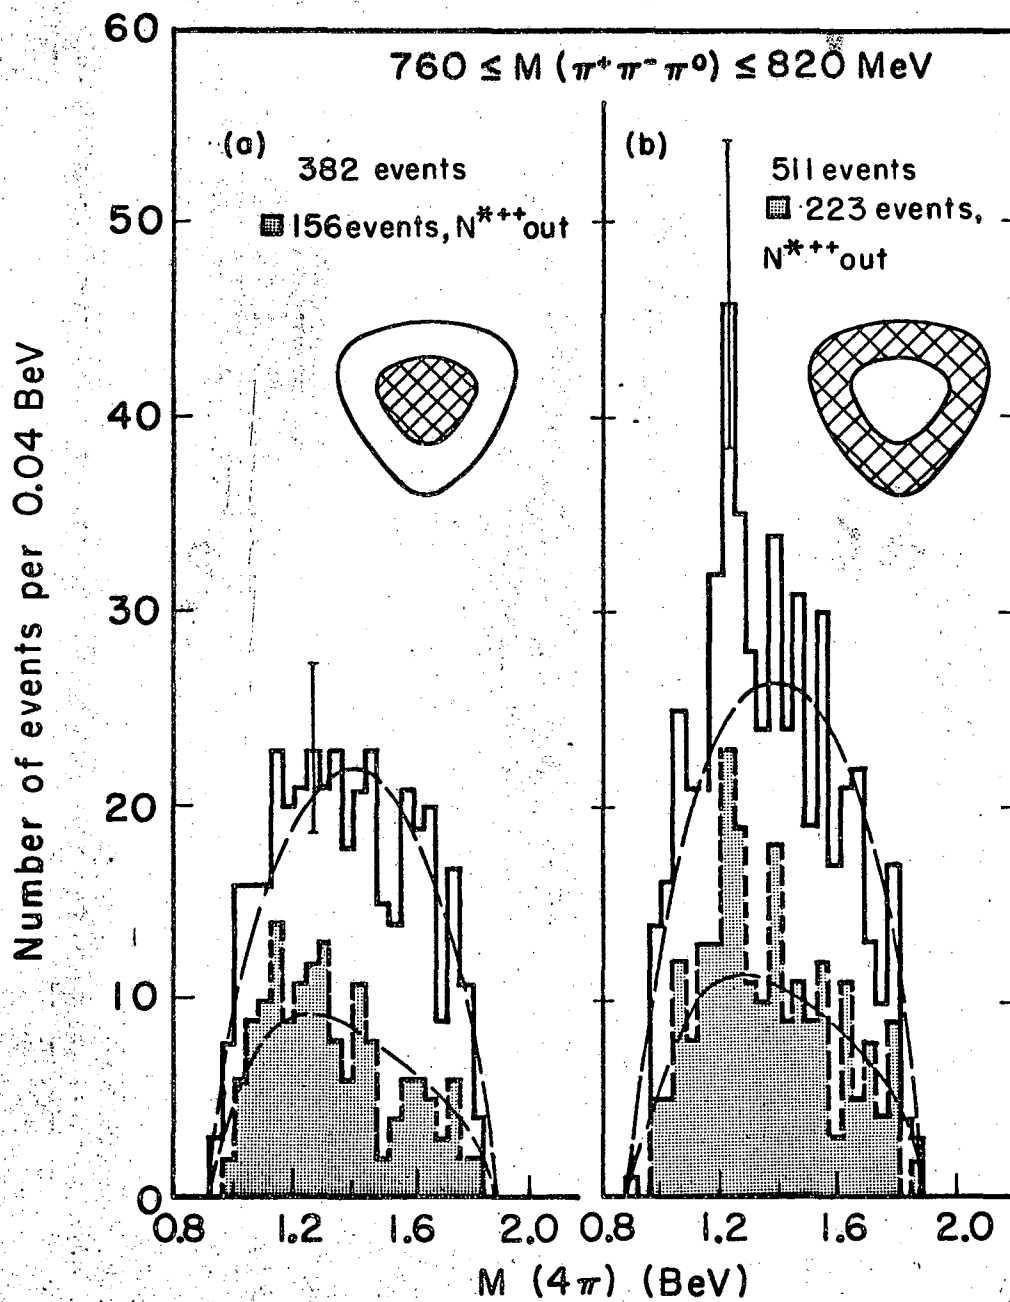 760 ≤ M (π⁺ π⁻ π⁰) ≤ 820 MeV
(a)
382 events
156 events, N*⁺⁺ out
(b)
511 events
223 events,
N*⁺⁺ out
Number of events per 0.04 BeV
60
50
40
30
20
10
0
0.8 1.2 1.6 2.0 0.8 1.2 1.6 2.0
M (4π) (BeV)